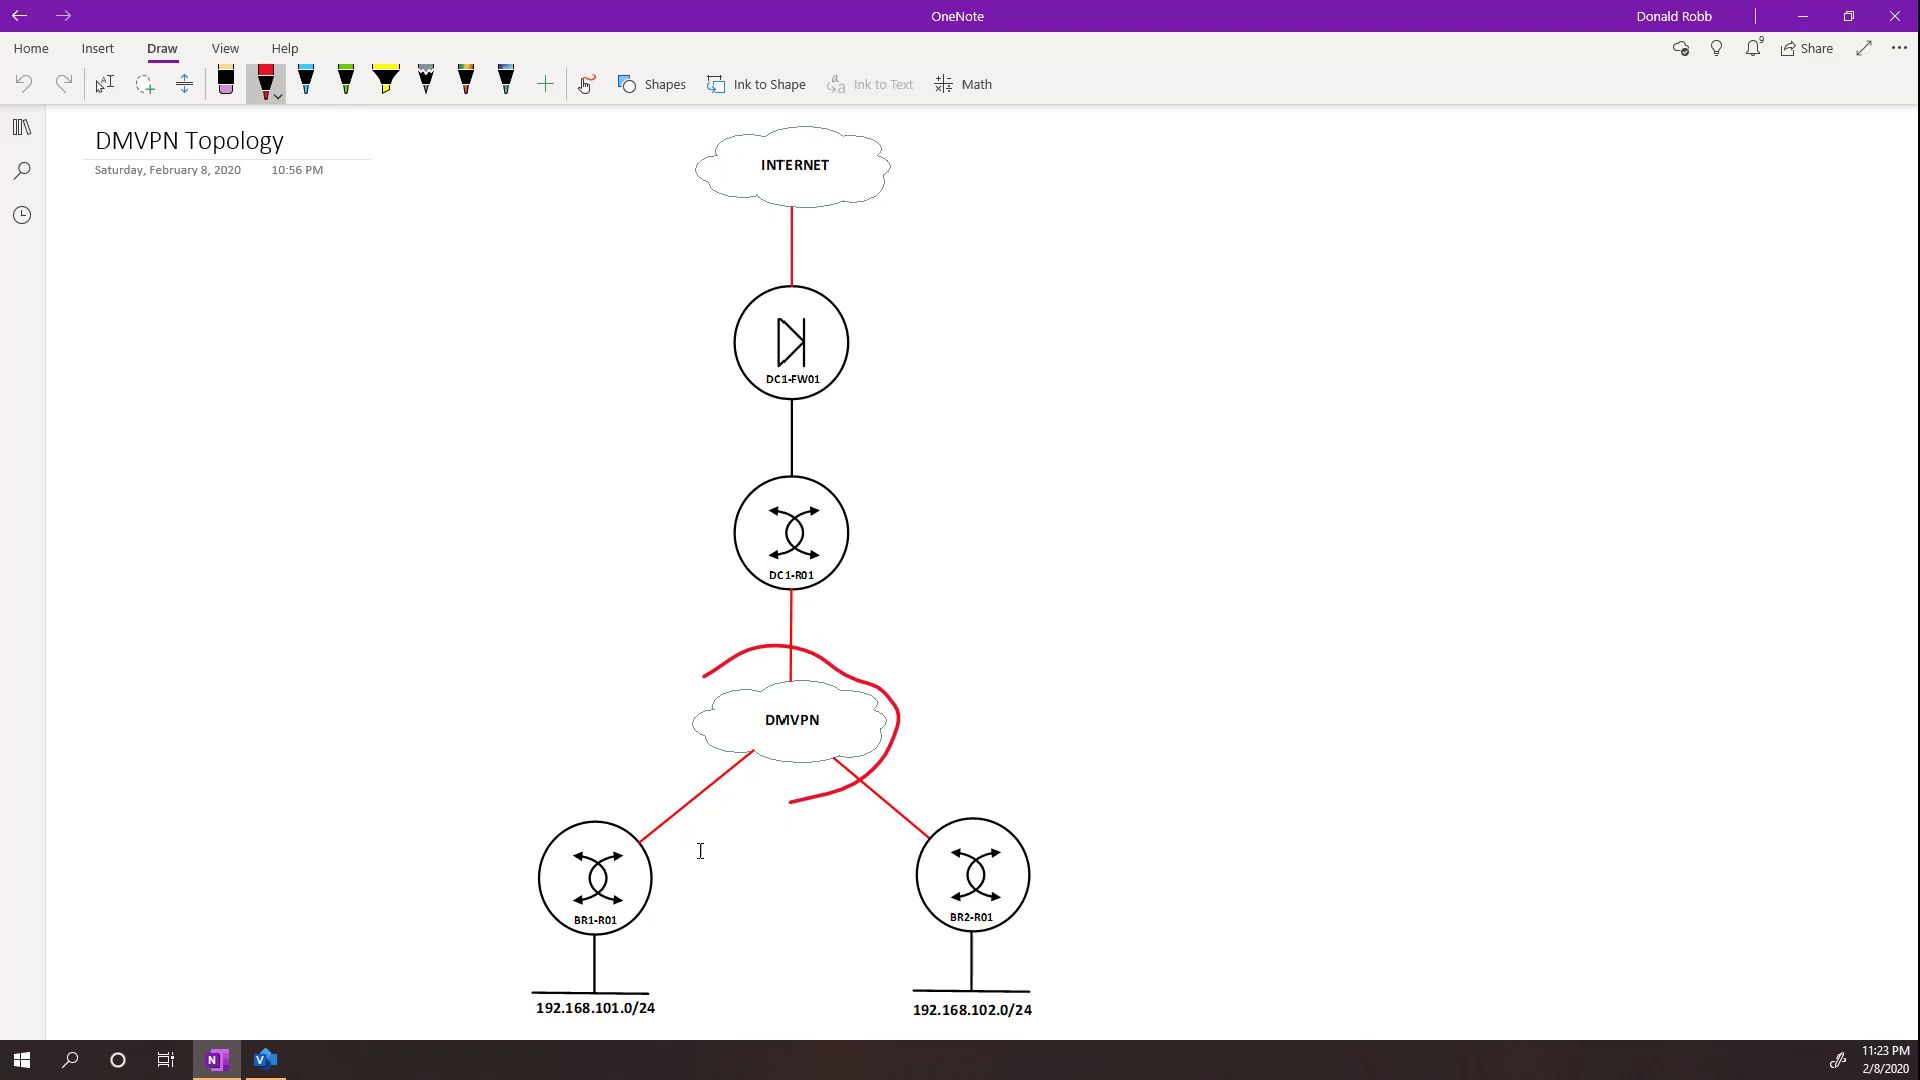 OneNote
Donald Robb
Home Insert Draw View Help
9
Share
Shapes
Ink to Shape
Ink to Text
Math
DMVPN Topology
Saturday, February 8, 2020 10:56 PM
INTERNET
DC1-FW01
DC1-R01
DMVPN
BR1-R01
BR2-R01
192.168.101.0/24
192.168.102.0/24
11:23 PM
2/8/2020